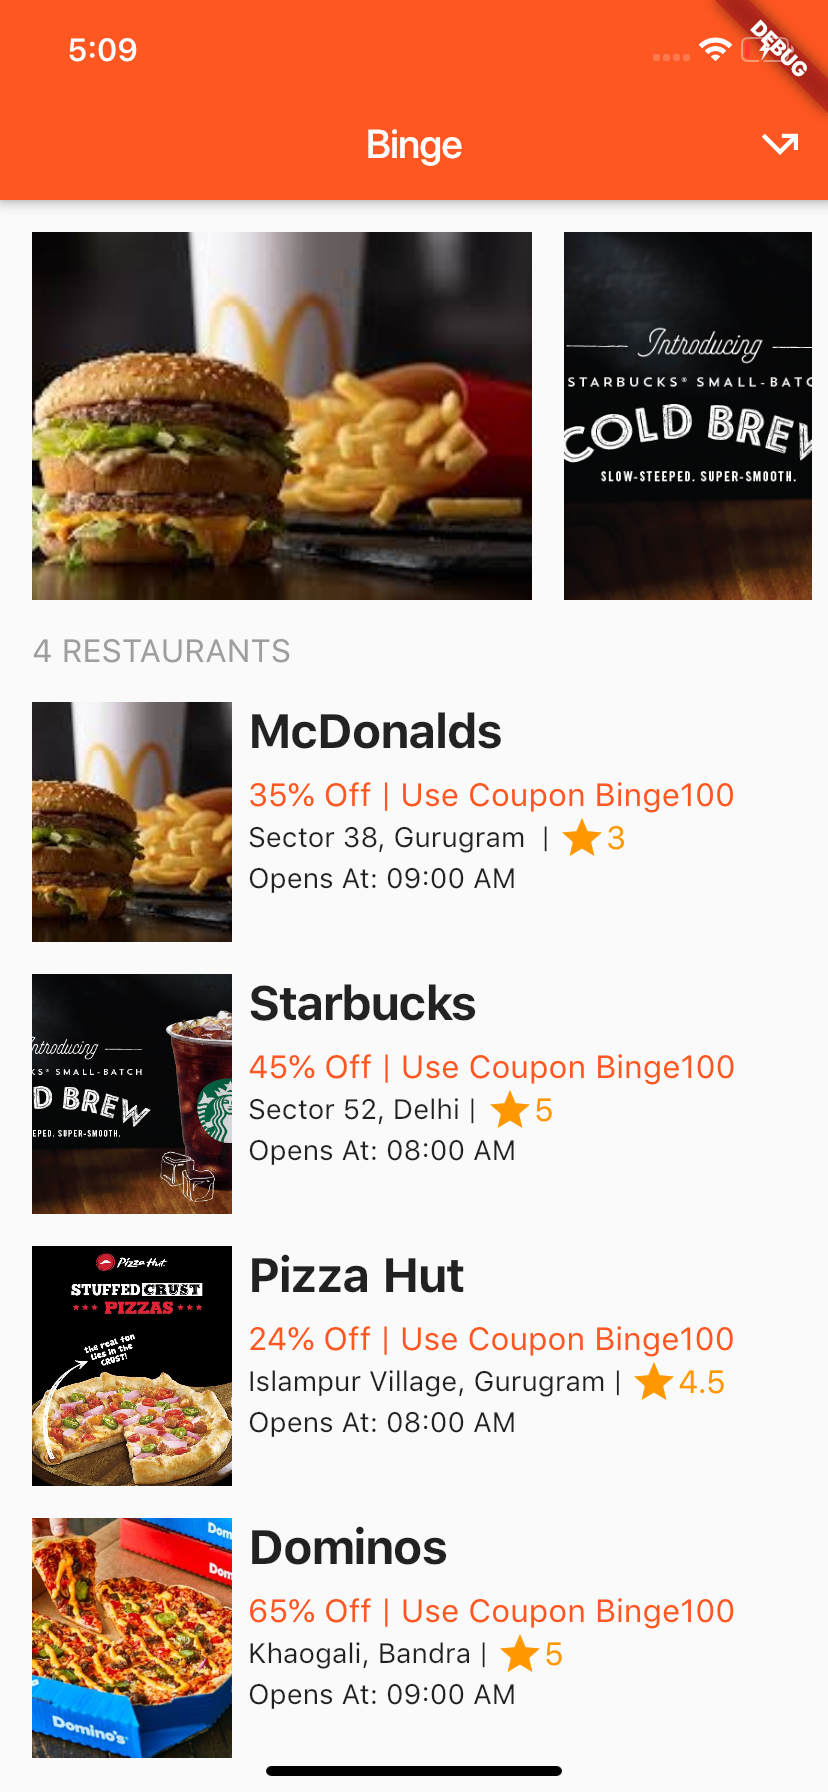 5:09
DEBUG
Binge
Introducing
STARBUCKS® SMALL-BATC
COLD BREW
SLOW-STEEPED. SUPER-SMOOTH.
4 RESTAURANTS
McDonalds
35% Off | Use Coupon Binge100
Sector 38, Gurugram | 3
Opens At: 09:00 AM
ntroducing
KS® SMALL-BATCH
D BREW
EPED. SUPER-SMOOTH.
Starbucks
45% Off | Use Coupon Binge100
Sector 52, Delhi | 5
Opens At: 08:00 AM
Pizza Hut
STUFFED CRUST
PIZZAS
the real fun
lies in the
CRUST!
Pizza Hut
24% Off | Use Coupon Binge100
Islampur Village, Gurugram | 4.5
Opens At: 08:00 AM
Dom
Dom
Domino's
Dominos
65% Off | Use Coupon Binge100
Khaogali, Bandra | 5
Opens At: 09:00 AM